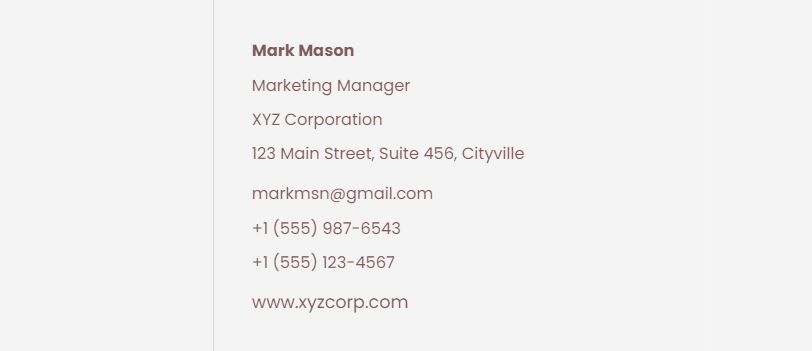 Mark Mason
Marketing Manager
XYZ Corporation
123 Main Street, Suite 456, Cityville
markmsn@gmail.com
+1 (555) 987-6543
+1 (555) 123-4567
www.xyzcorp.com